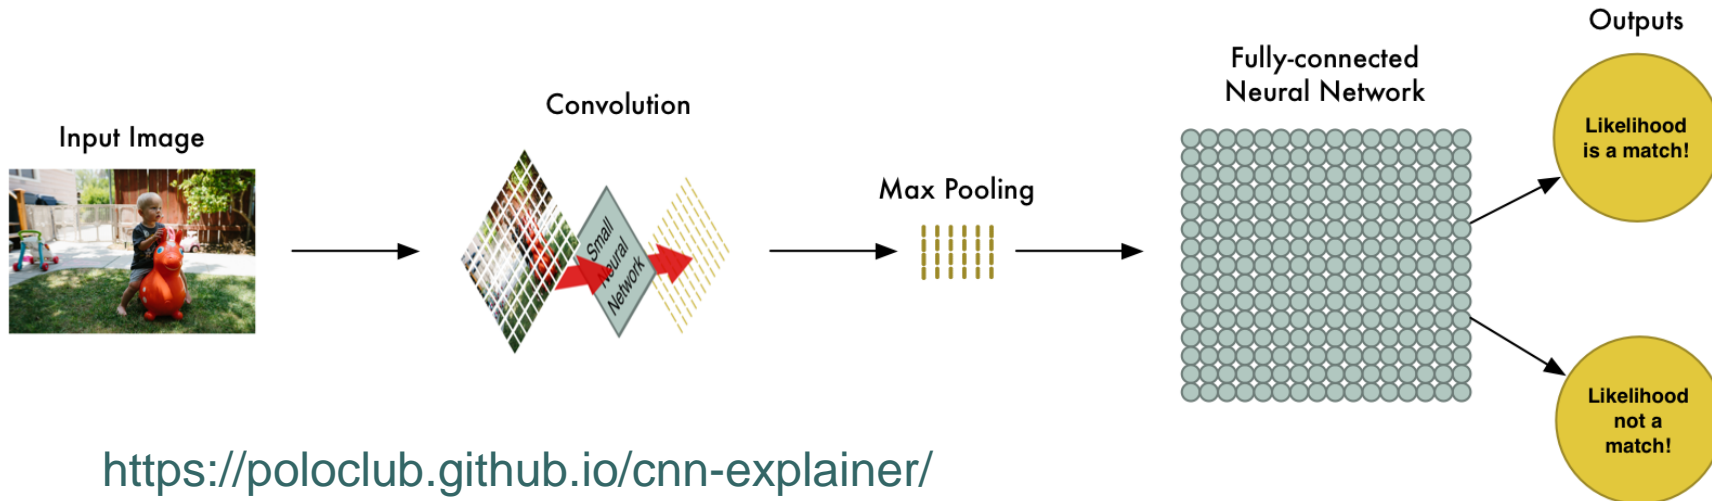 Input Image
Convolution
Small
Neural
Network
Max Pooling
Fully-connected
Neural Network
Outputs
Likelihood
is a match!
Likelihood
not a
match!
https://poloclub.github.io/cnn-explainer/